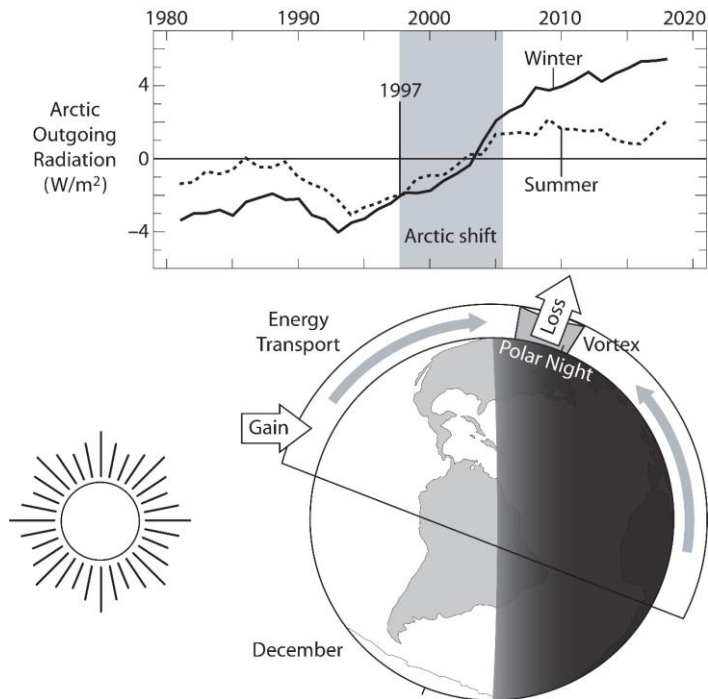 1980 1990 2000 2010 2020
Winter
4
1997
Arctic
Outgoing
Radiation
(W/m²)
0
Summer
−4
Arctic shift
Energy
Transport
Loss
Vortex
Polar Night
Gain
December